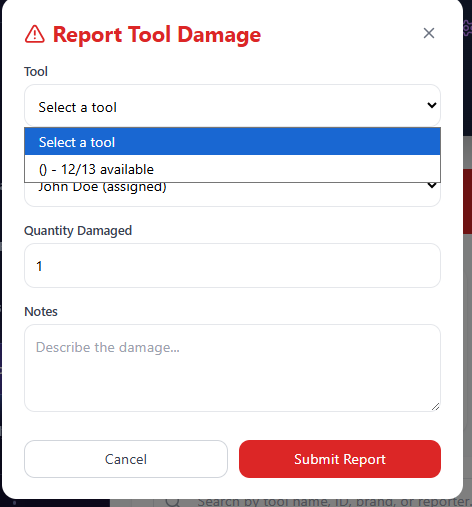 Report Tool Damage
Tool
Select a tool
Select a tool
() - 12/13 available
John Doe (assigned)
Quantity Damaged
1
Notes
Describe the damage...
Cancel
Submit Report
Search by tool name, ID, brand, or reporter.